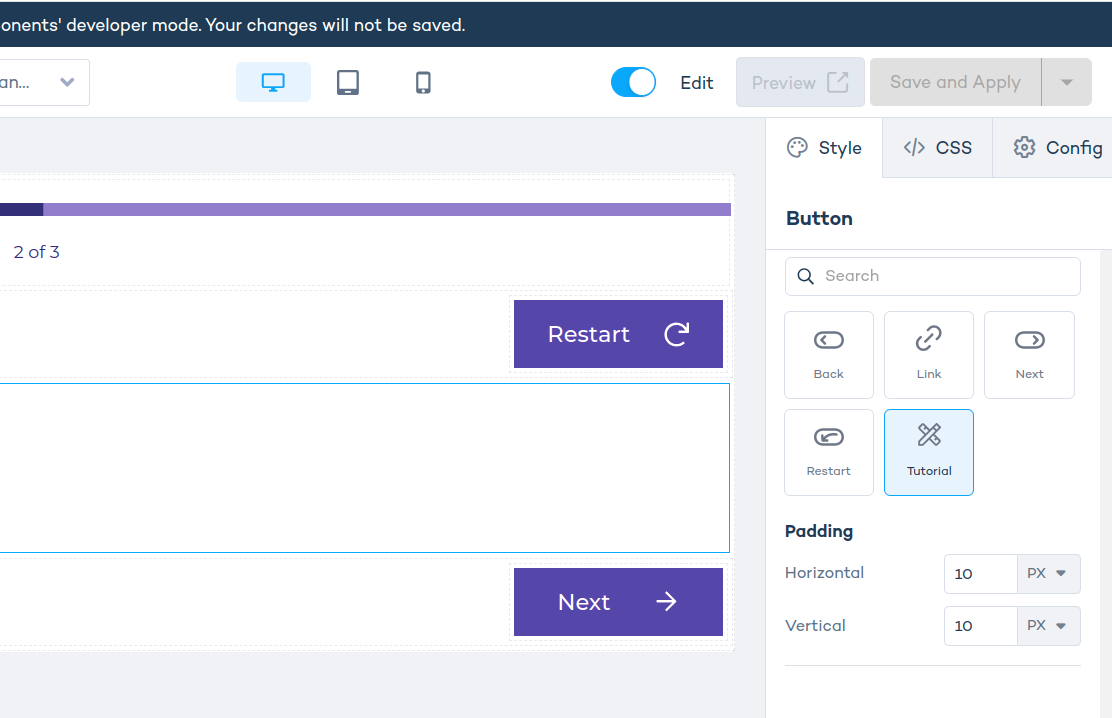 onents' developer mode. Your changes will not be saved.
an...
Edit
Preview
Save and Apply
Style
CSS
Config
Button
2 of 3
Search
Restart
Back
Link
Next
Restart
Tutorial
Padding
Horizontal
10
PX
Next
Vertical
10
PX